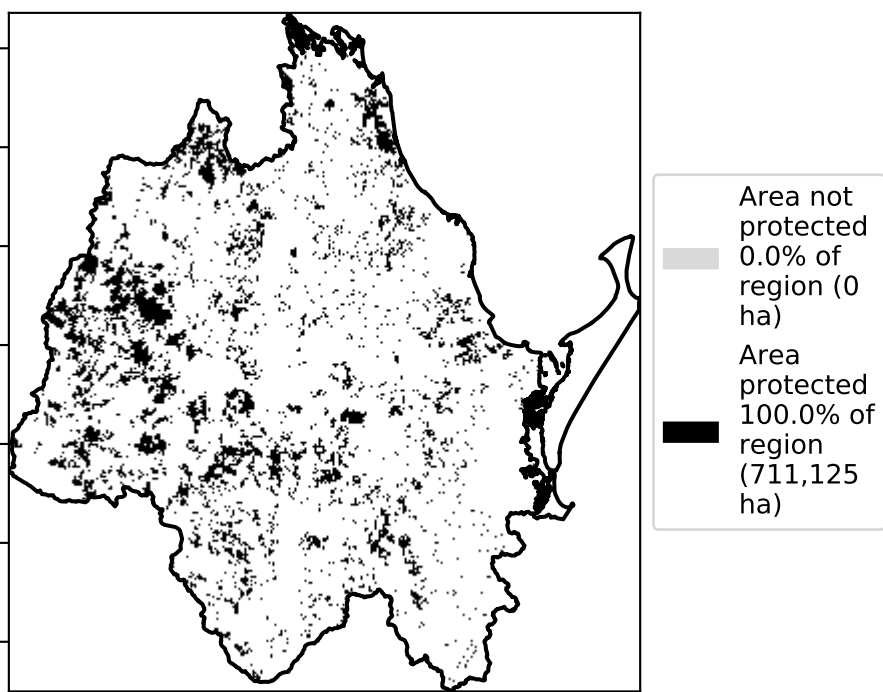 Area not
protected
0.0% of
region (0
ha)
Area
protected
100.0% of
region
(711,125
ha)